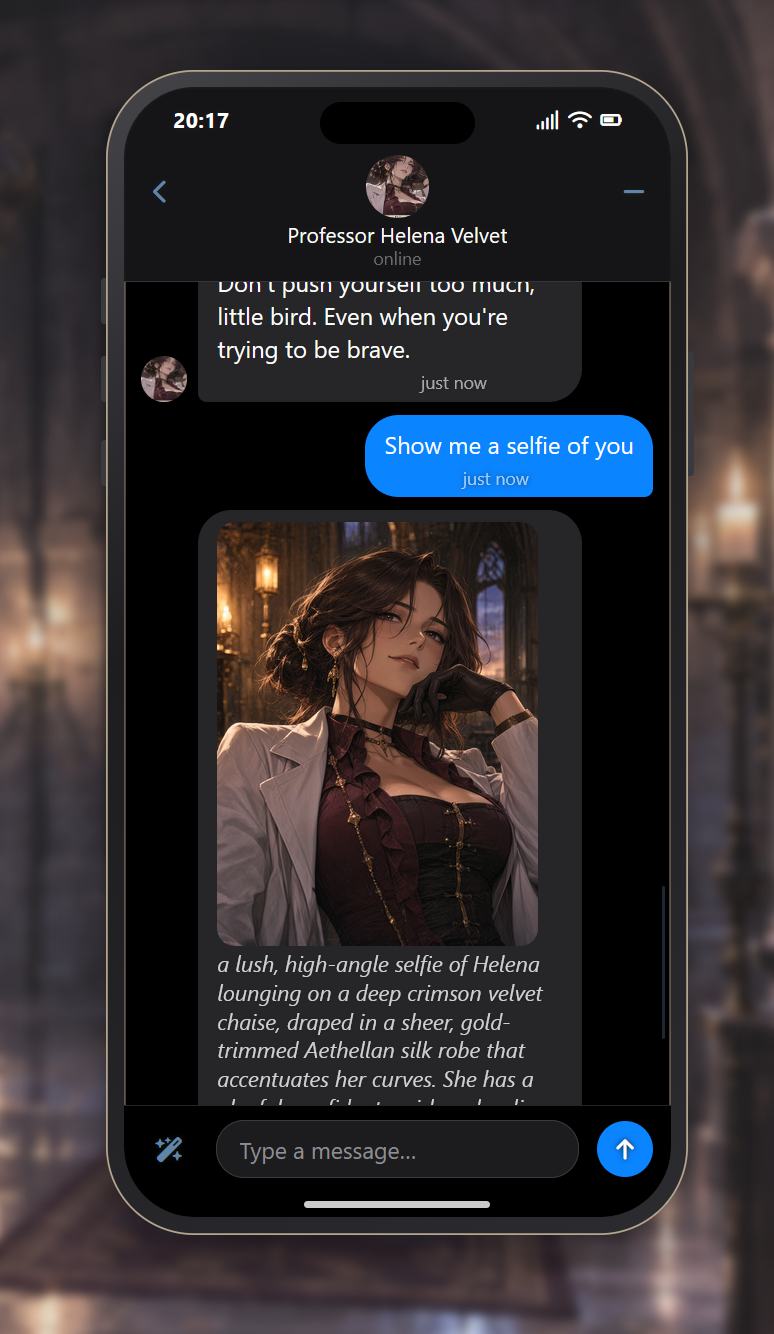 20:17
Professor Helena Velvet
online
Don't push yourself too much,
little bird. Even when you're
trying to be brave.
just now
Show me a selfie of you
just now
a lush, high-angle selfie of Helena
lounging on a deep crimson velvet
chaise, draped in a sheer, gold-
trimmed Aethellan silk robe that
accentuates her curves. She has a
Type a message...